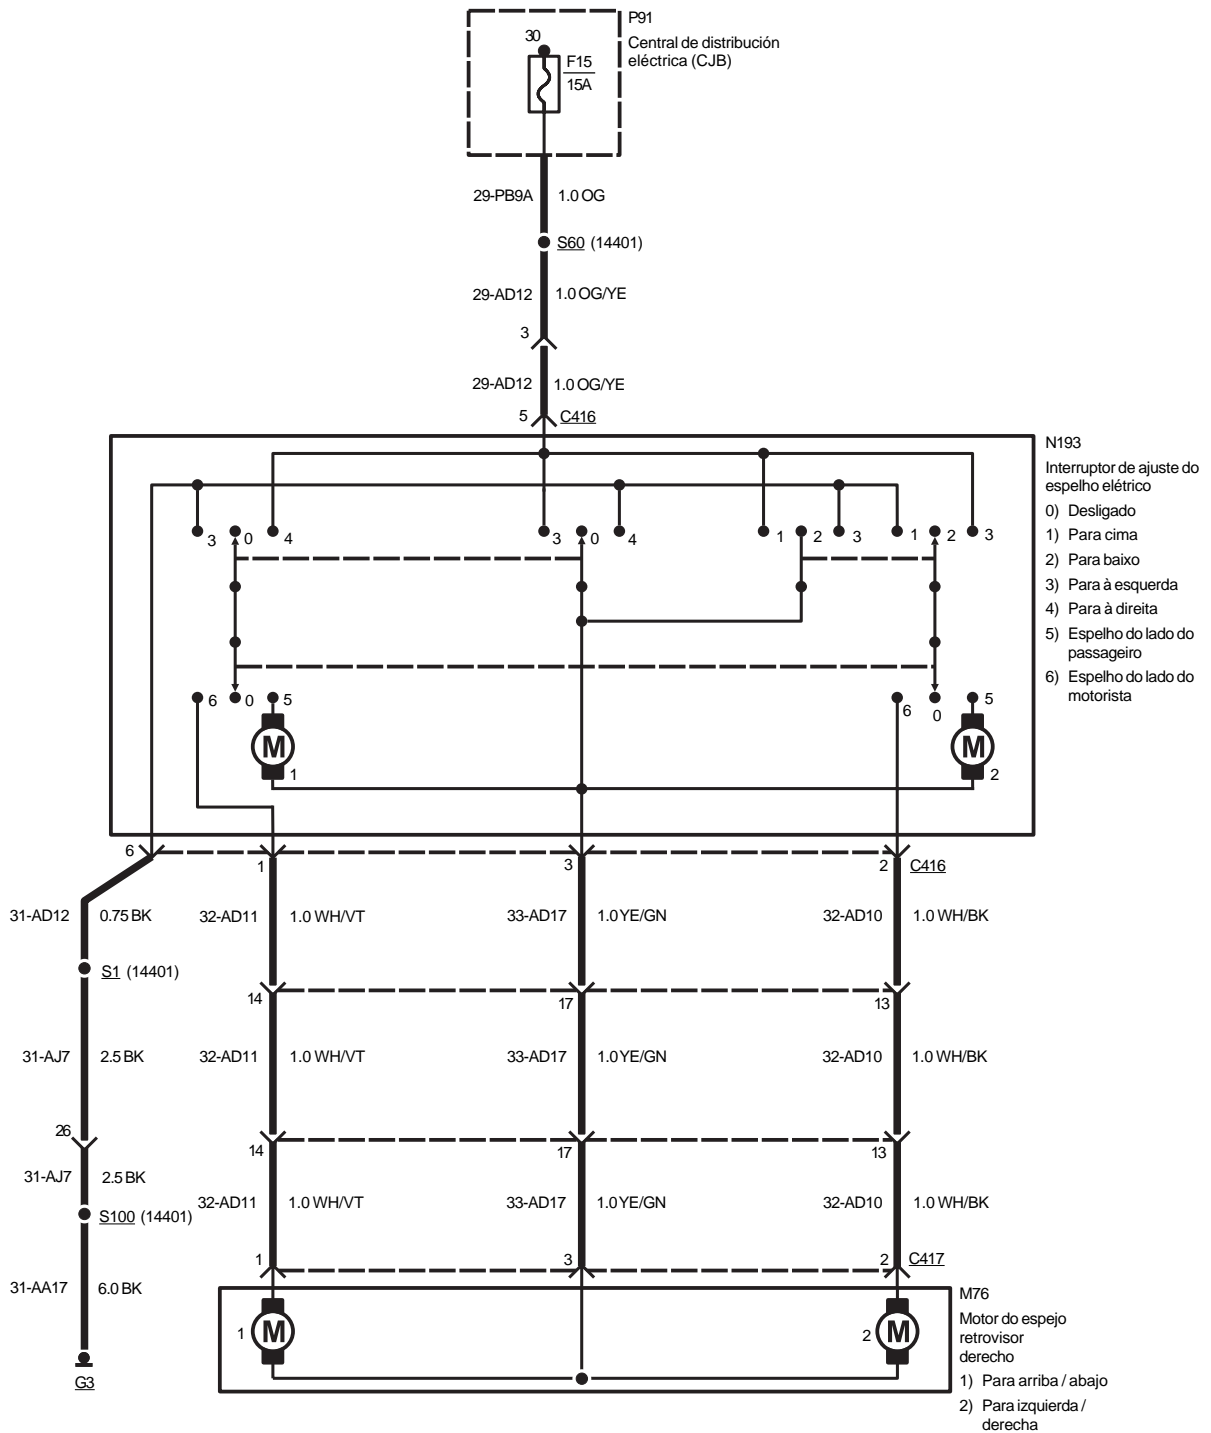 P91
Central de distribución
eléctrica (CJB)
30
F15
15A
29-PB9A 1.0 OG
S60 (14401)
29-AD12 1.0 OG/YE
3
29-AD12 1.0 OG/YE
5 C416
N193
Interruptor de ajuste do
espelho elétrico
0) Desligado
1) Para cima
2) Para baixo
3) Para à esquerda
4) Para à direita
5) Espelho do lado do
passageiro
6) Espelho do lado do
motorista
3 0 4 3 0 4 1 2 3 1 2 3
6 0 5 6 0 5
M M
1 2
6 1 3 2 C416
31-AD12 0.75 BK 32-AD11 1.0 WH/VT 33-AD17 1.0 YE/GN 32-AD10 1.0 WH/BK
S1 (14401)
14 17 13
31-AJ7 2.5 BK 32-AD11 1.0 WH/VT 33-AD17 1.0 YE/GN 32-AD10 1.0 WH/BK
26
14 17 13
31-AJ7 2.5 BK
32-AD11 1.0 WH/VT 33-AD17 1.0 YE/GN 32-AD10 1.0 WH/BK
S100 (14401)
1 3 2 C417
31-AA17 6.0 BK
M76
Motor do espejo
retrovisor
derecho
1) Para arriba / abajo
2) Para izquierda /
derecha
1 M 2 M
G3